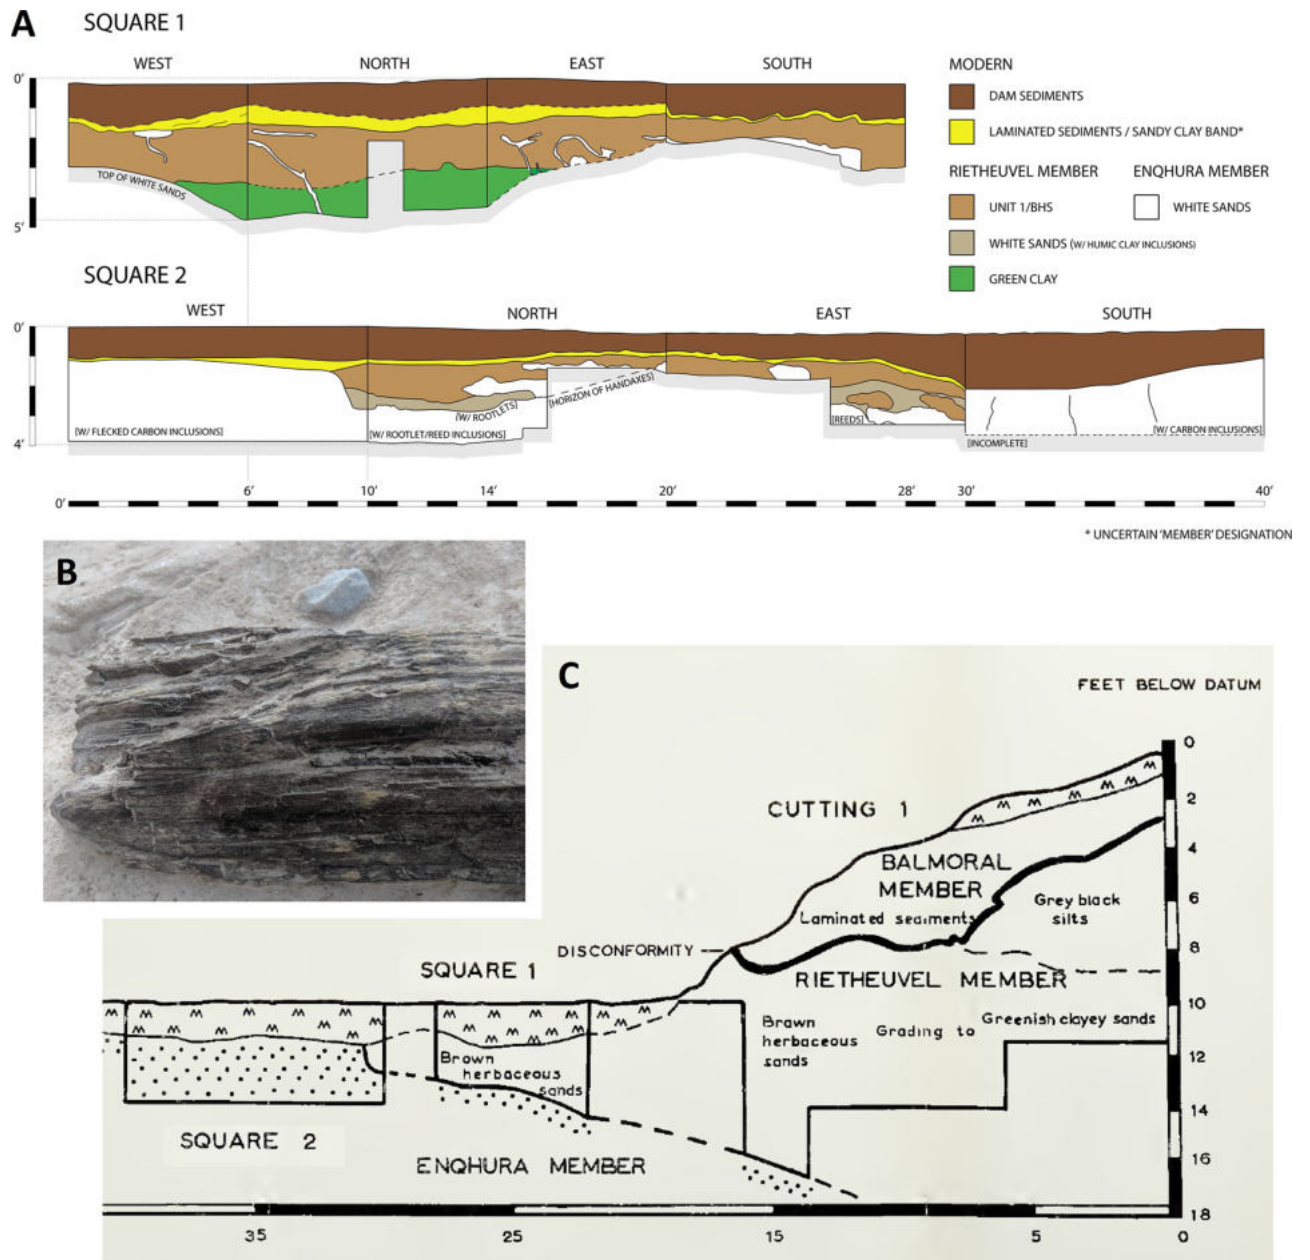 A
SQUARE 1
WEST
NORTH
EAST
SOUTH
0'
5'
TOP OF WHITE SANDS
MODERN
DAM SEDIMENTS
LAMINATED SEDIMENTS / SANDY CLAY BAND*
RIETHEUVEL MEMBER
ENQHURA MEMBER
UNIT 1/BHS
WHITE SANDS
WHITE SANDS (W/ HUMIC CLAY INCLUSIONS)
GREEN CLAY
SQUARE 2
WEST
NORTH
EAST
SOUTH
0'
4'
[W/ FLECKED CARBON INCLUSIONS]
[W/ ROOTLET/REED INCLUSIONS]
[W/ ROOTLETS]
[HORIZON OF HANDAXES]
[REEDS]
[INCOMPLETE]
[W/ CARBON INCLUSIONS]
0' 6' 10' 14' 20' 28' 30' 40'
* UNCERTAIN 'MEMBER' DESIGNATION
B
C
FEET BELOW DATUM
0
2
4
6
8
10
12
14
16
18
CUTTING 1
BALMORAL
MEMBER
Laminated sediments
Grey black
silts
DISCONFORMITY
RIETHEUVEL MEMBER
SQUARE 1
Brown
herbaceous
sands
Brawn
herbaceous
sands
Grading to
Greenish clayey sands
SQUARE 2
ENQHURA MEMBER
35 25 15 5 0